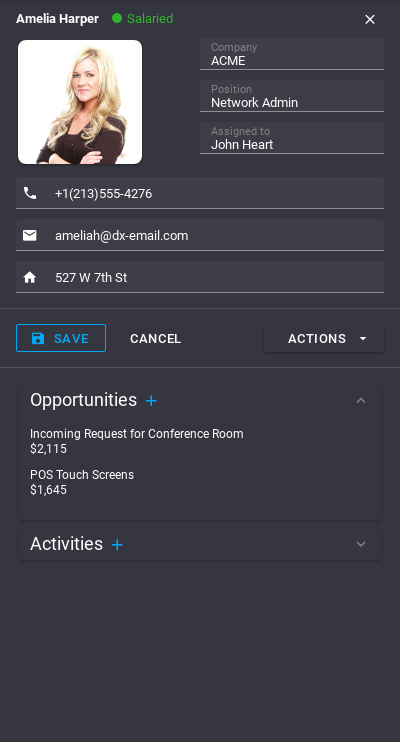 Amelia Harper Salaried
Company
ACME
Position
Network Admin
Assigned to
John Heart
+1(213)555-4276
ameliah@dx-email.com
527 W 7th St
SAVE CANCEL ACTIONS
Opportunities +
Incoming Request for Conference Room
$2,115
POS Touch Screens
$1,645
Activities +